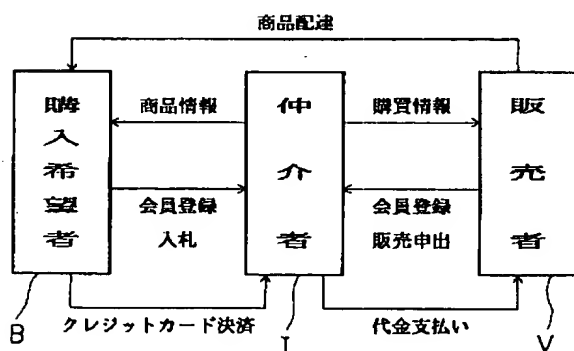 商品配達
購入希望者
商品情報
仲介者
購買情報
販売者
会員登録
入札
会員登録
販売申出
クレジットカード決済
代金支払い
B
I
V